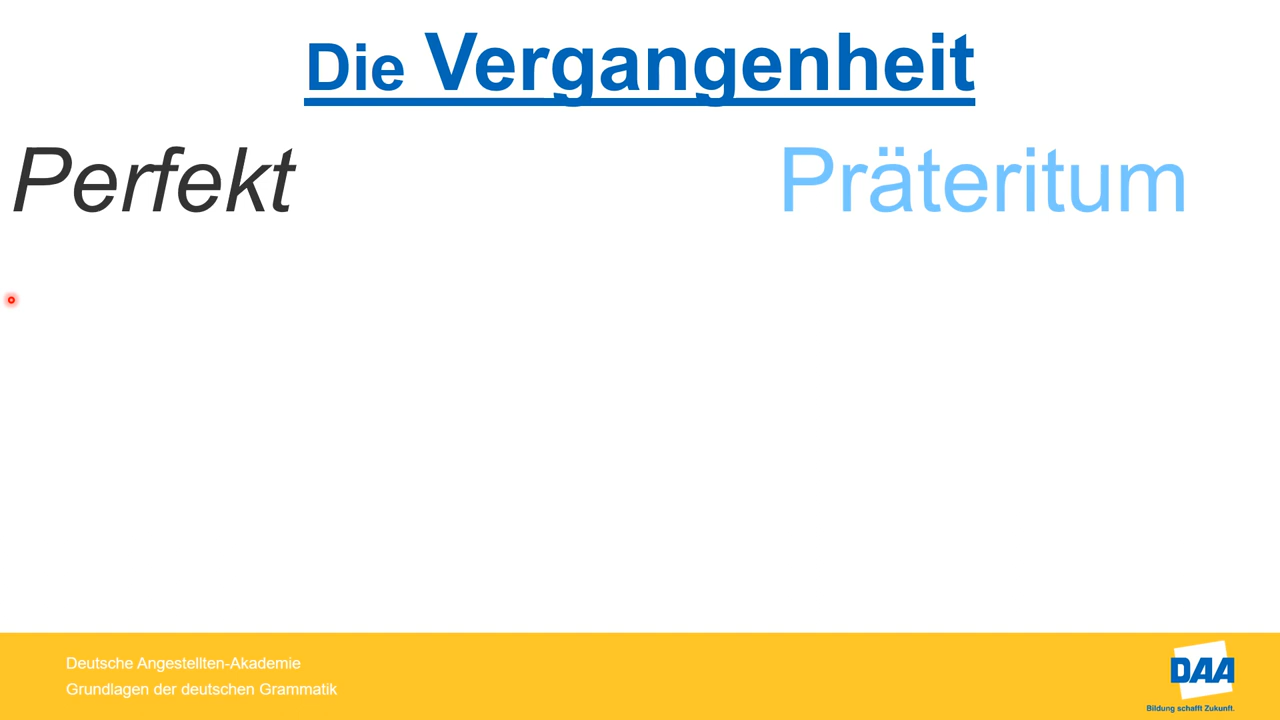 Die Vergangenheit
Perfekt
Präteritum
Deutsche Angestellten-Akademie
Grundlagen der deutschen Grammatik
DAA
Bildung schafft Zukunft.